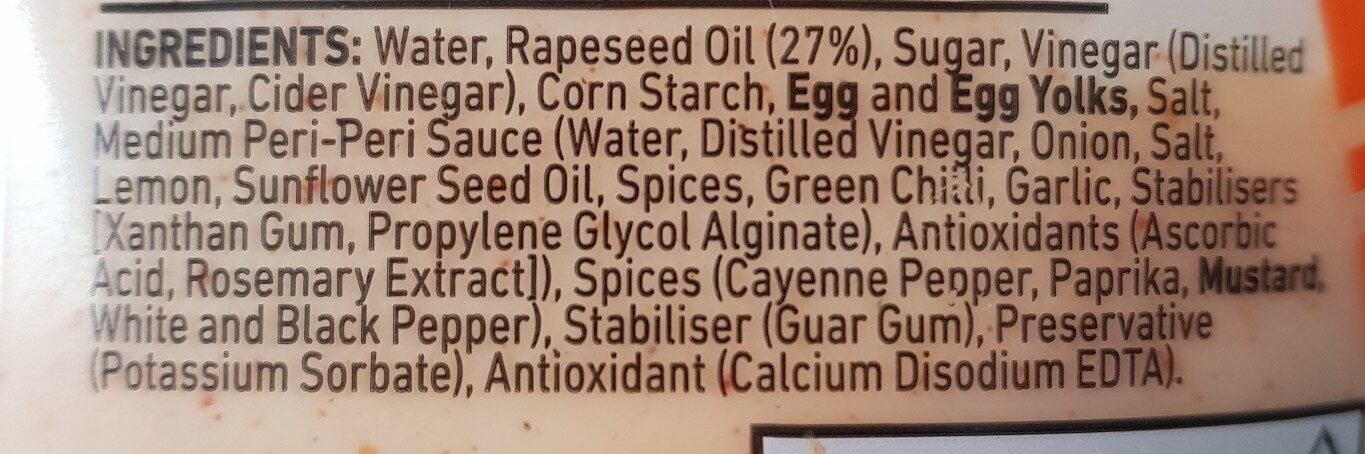 INGREDIENTS: Water, Rapeseed Oil (27%), Sugar, Vinegar (Distilled
Vinegar, Cider Vinegar), Corn Starch, Egg and Egg Yolks, Salt,
Medium Peri-Peri Sauce (Water, Distilled Vinegar, Onion, Salt,
Lemon, Sunflower Seed Oil, Spices, Green Chilli, Garlic, Stabilisers
[Xanthan Gum, Propylene Glycol Alginate), Antioxidants (Ascorbic
Acid, Rosemary Extract]), Spices (Cayenne Pepper, Paprika, Mustard,
White and Black Pepper), Stabiliser (Guar Gum), Preservative
(Potassium Sorbate), Antioxidant (Calcium Disodium EDTA).